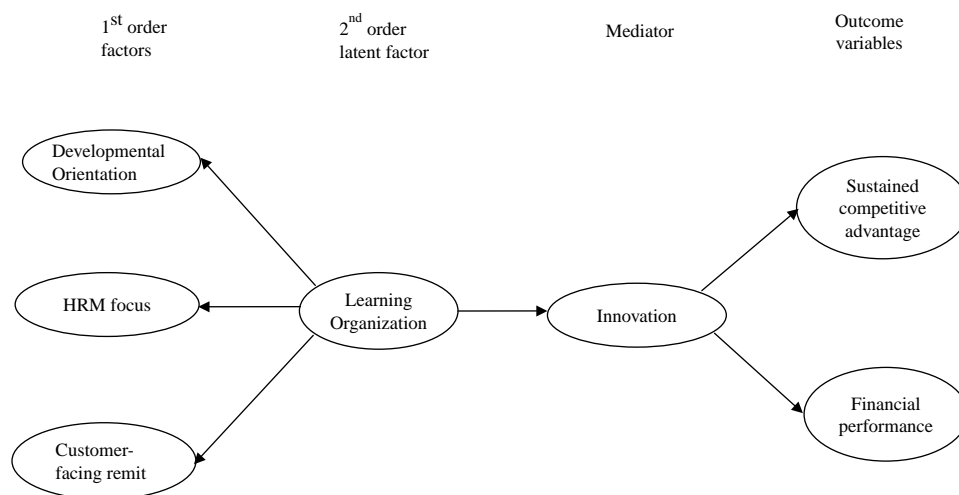 1st order
factors
2nd order
latent factor
Mediator
Outcome
variables
Developmental
Orientation
HRM focus
Customer-
facing remit
Learning
Organization
Innovation
Sustained
competitive
advantage
Financial
performance